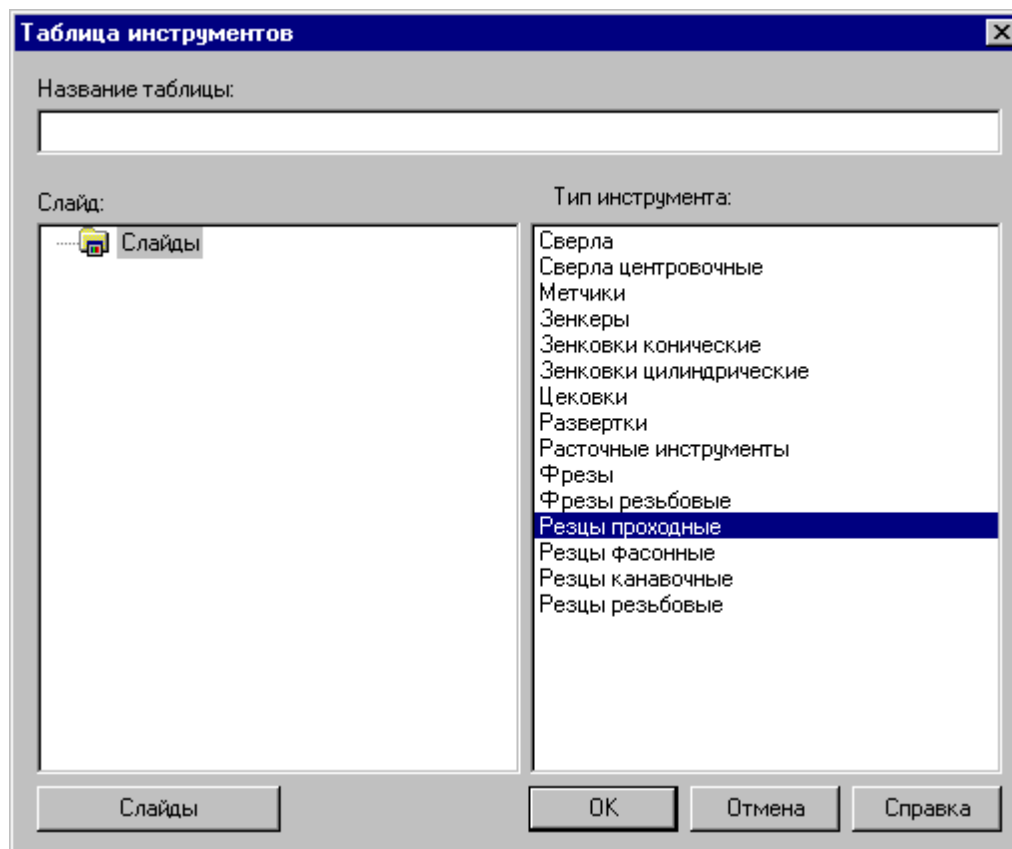 Таблица инструментов
Название таблицы:
Слайд:
Слайды
Тип инструмента:
Сверла
Сверла центровочные
Метчики
Зенкеры
Зенковки конические
Зенковки цилиндрические
Цековки
Развертки
Расточные инструменты
Фрезы
Фрезы резьбовые
Резцы проходные
Резцы фасонные
Резцы канавочные
Резцы резьбовые
Слайды
OK
Отмена
Справка